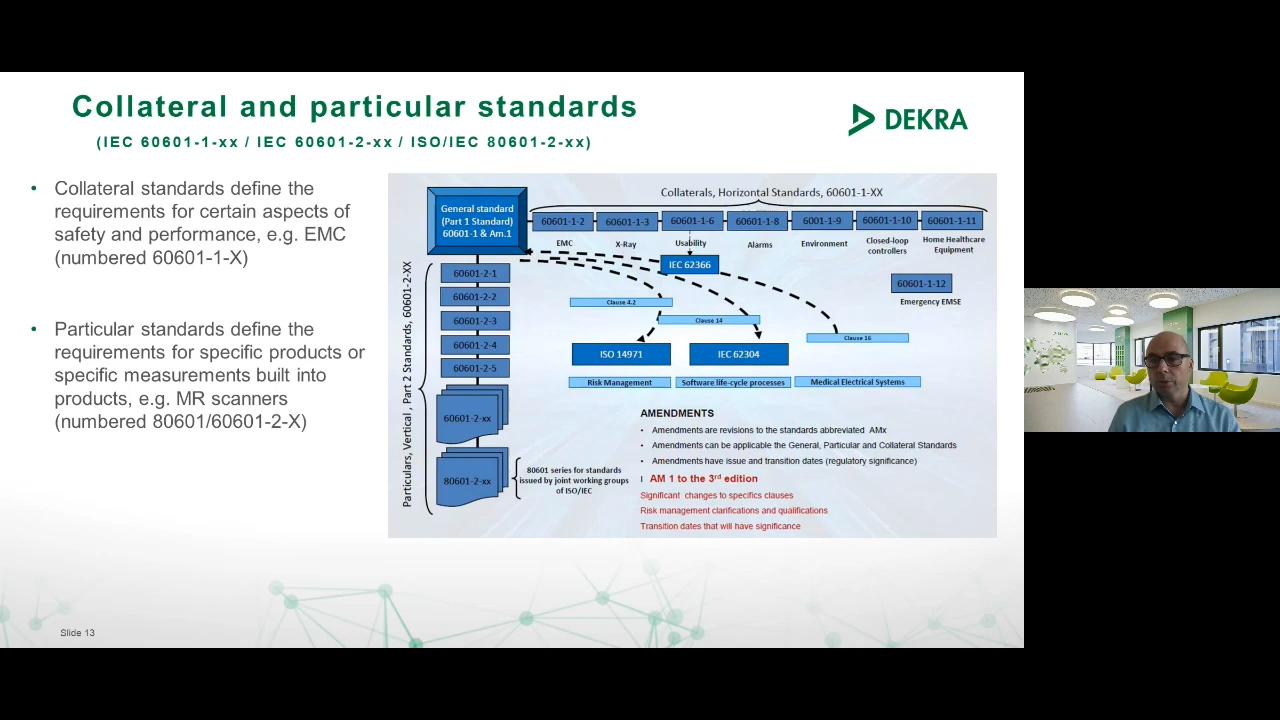 Collateral and particular standards
(IEC 60601-1-xx / IEC 60601-2-xx / ISO/IEC 80601-2-xx)
DEKRA
• Collateral standards define the
requirements for certain aspects of
safety and performance, e.g. EMC
(numbered 60601-1-X)
• Particular standards define the
requirements for specific products or
specific measurements built into
products, e.g. MR scanners
(numbered 80601/60601-2-X)
Collaterals, Horizontal Standards, 60601-1-XX
General standard
(Part 1 Standard)
60601-1 & Am.1
60601-1-2
60601-1-3
60601-1-6
60601-1-8
6001-1-9
60601-1-10
60601-1-11
EMC
X-Ray
Usability
Alarms
Environment
Closed-loop
controllers
Home Healthcare
Equipment
IEC 62366
60601-1-12
Emergency EMSE
Particulars, Vertical , Part 2 Standards, 60601-2-XX
60601-2-1
60601-2-2
60601-2-3
60601-2-4
60601-2-5
60601-2-xx
80601-2-xx
80601 series for standards
issued by joint working groups
of ISO/IEC
Clause 4.2
Clause 14
Clause 16
ISO 14971
IEC 62304
Risk Management
Software life-cycle processes
Medical Electrical Systems
AMENDMENTS
• Amendments are revisions to the standards abbreviated AMx
• Amendments can be applicable the General, Particular and Collateral Standards
• Amendments have issue and transition dates (regulatory significance)
I AM 1 to the 3rd edition
Significant changes to specifics clauses
Risk management clarifications and qualifications
Transition dates that will have significance
Slide 13